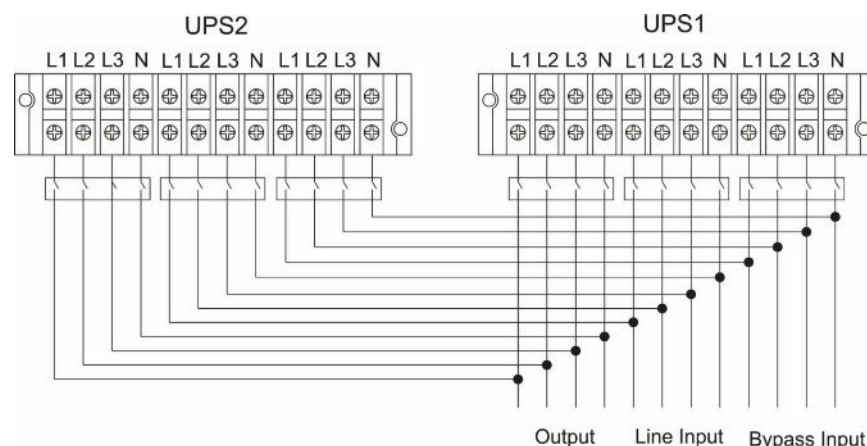 UPS2 UPS1
L1 L2 L3 N L1 L2 L3 N L1 L2 L3 N L1 L2 L3 N L1 L2 L3 N L1 L2 L3 N
Output Line Input Bypass Input